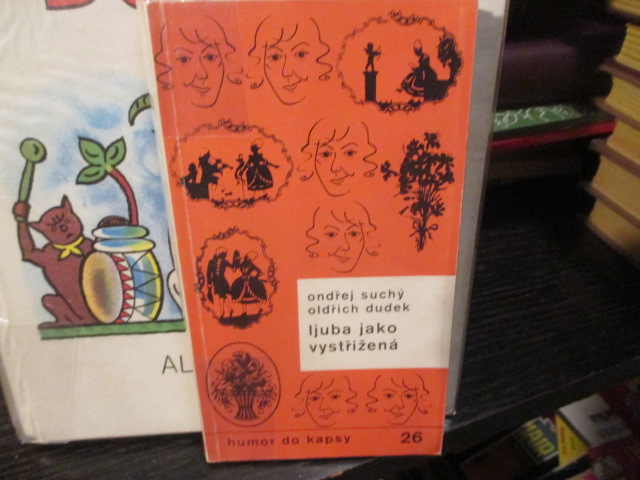 ondřej suchý
oldřich dudek
ljuba jako
vystřižená
humor do kapsy 26
AL